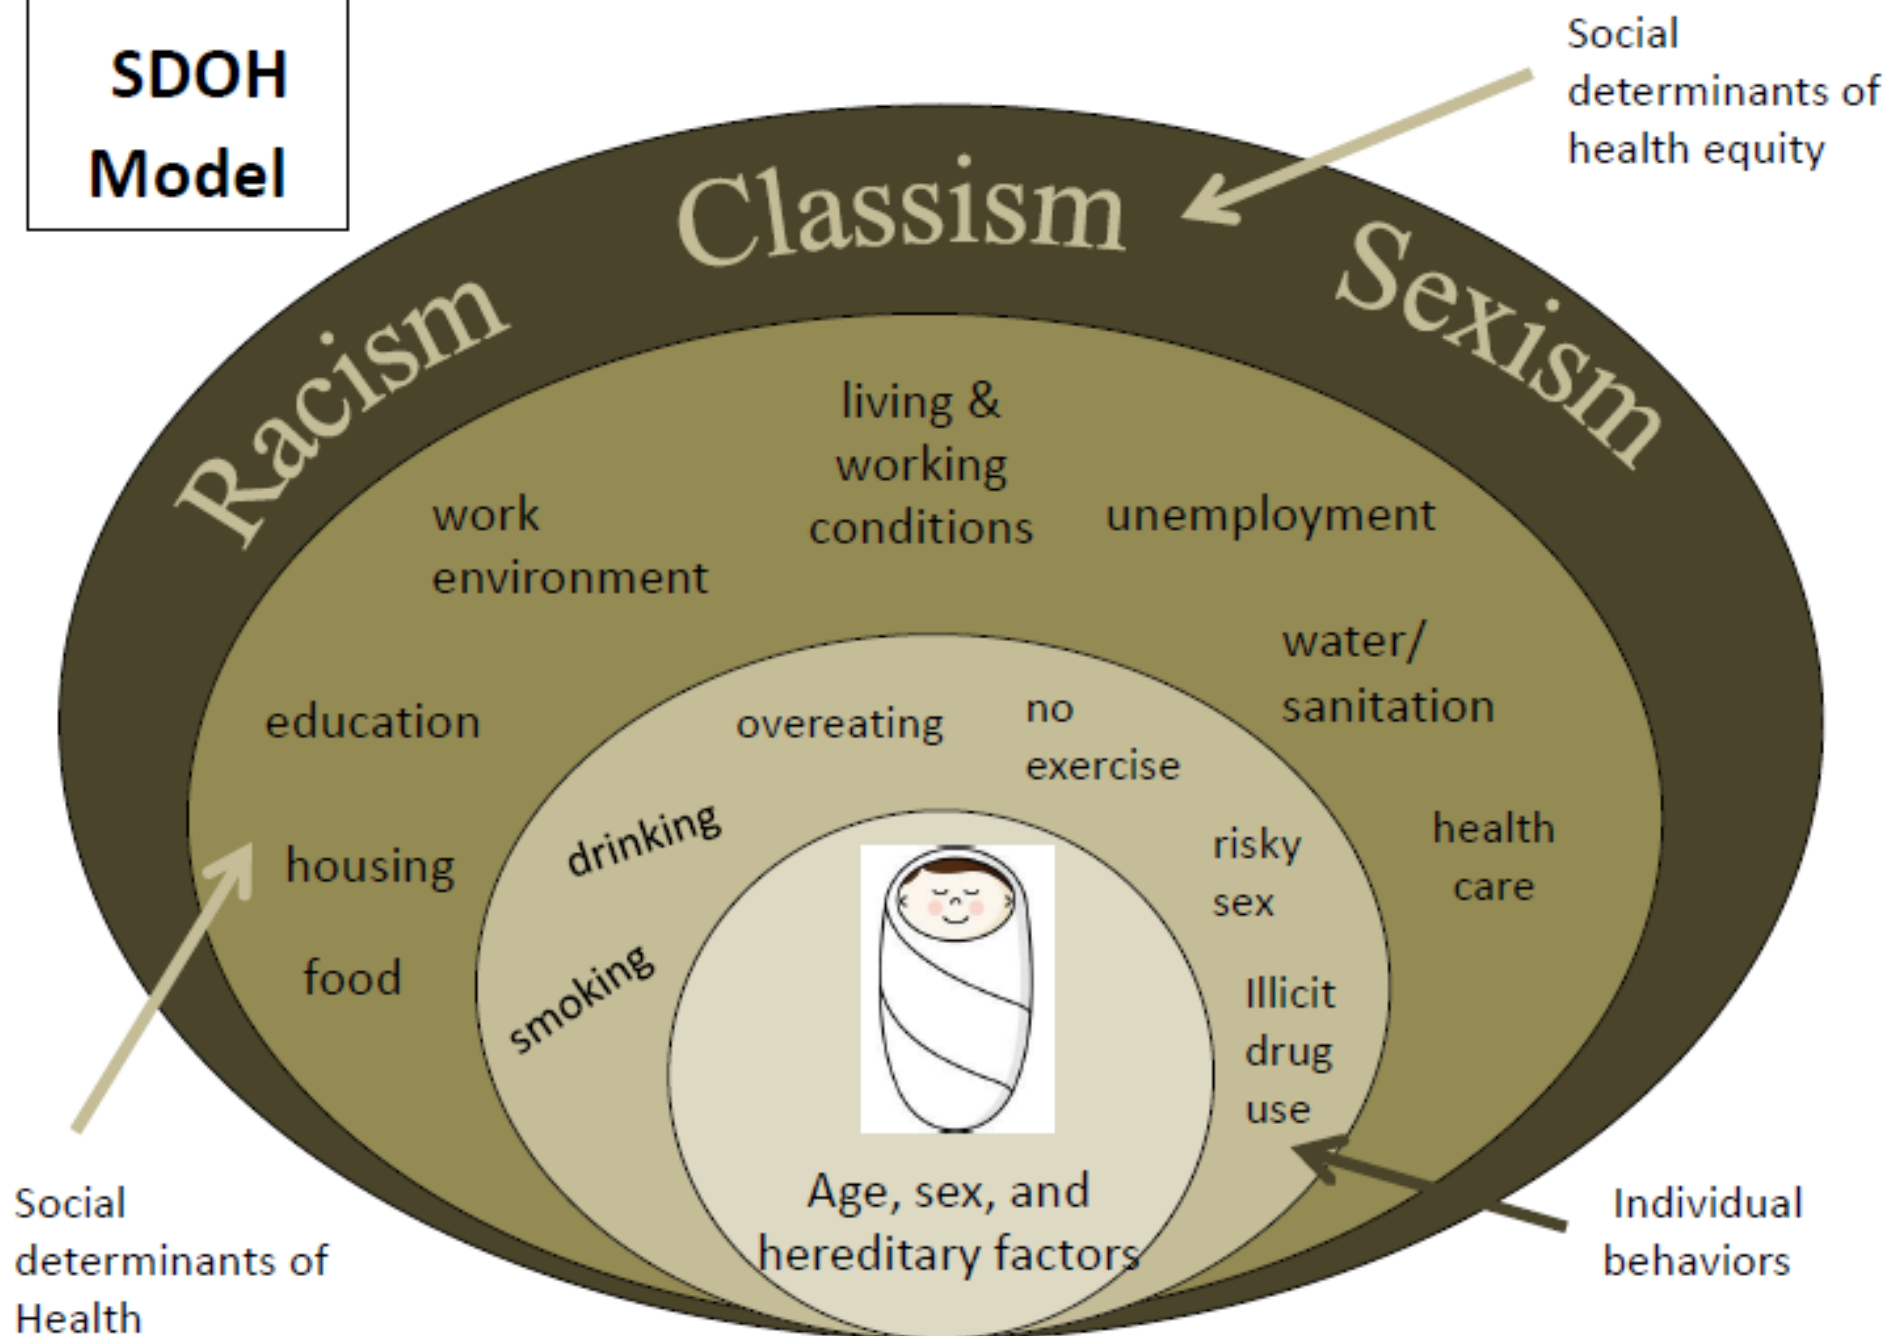 SDOH
Model
Social
determinants of
health equity
Racism
Classism
Sexism
living &
working
conditions
work
environment
unemployment
water/
sanitation
education
housing
food
health
care
overeating
no
exercise
drinking
smoking
risky
sex
Illicit
drug
use
Age, sex, and
hereditary factors
Social
determinants of
Health
Individual
behaviors